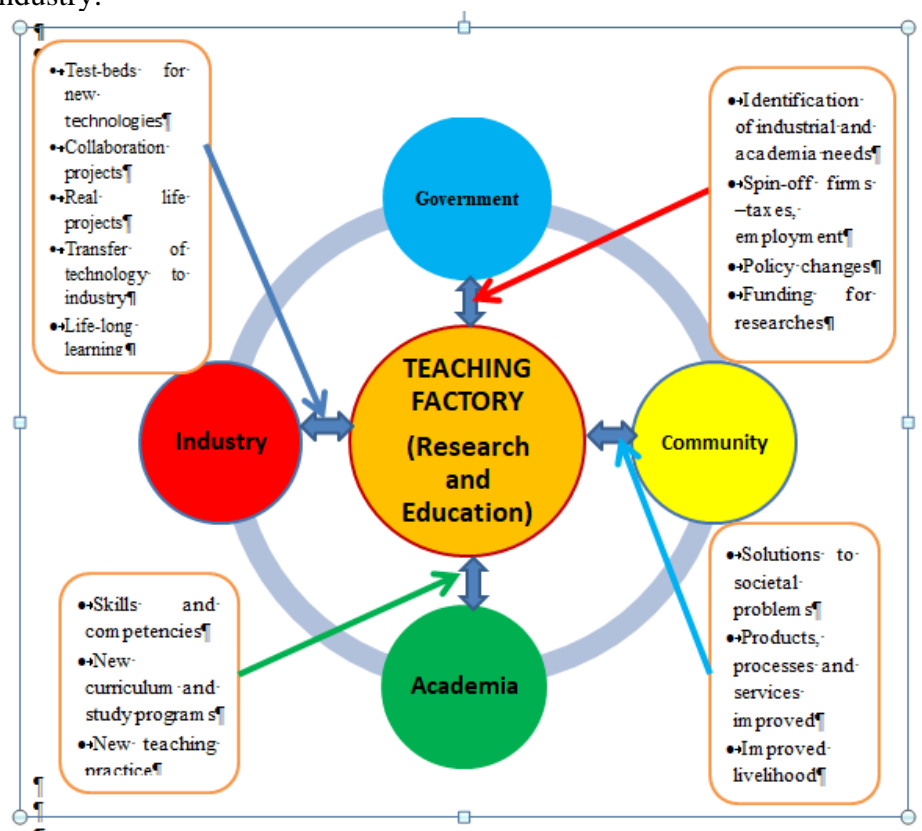 industry.
Test-beds for
new
technologies¶
Collaboration
projects¶
Real life
projects¶
Transfer of
technology to
industry¶
Life-long
learning¶
Identification
of industrial and
academia needs¶
Spin-off firms
–taxes,
employment¶
Policy changes¶
Funding for
researches¶
Government
TEACHING
FACTORY
(Research
and
Education)
Industry
Community
Academia
Skills and
competencies¶
New
curriculum and
study programs¶
New teaching
practice¶
Solutions to
societal
problems¶
Products,
processes and
services
improved¶
Improved
livelihood¶